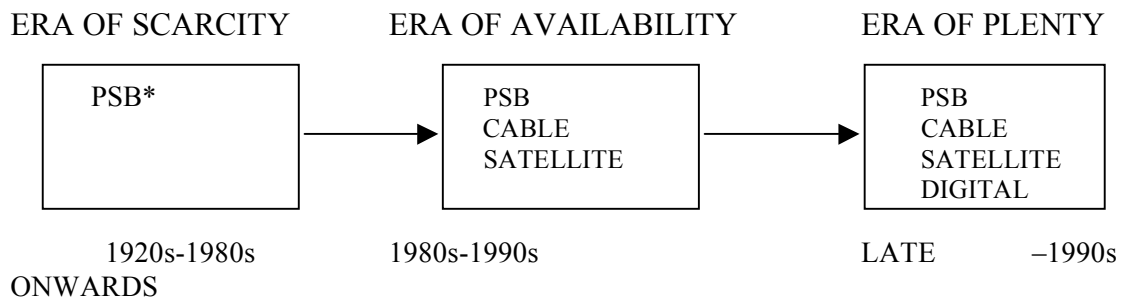 ERA OF SCARCITY ERA OF AVAILABILITY ERA OF PLENTY
PSB*
PSB
CABLE
SATELLITE
PSB
CABLE
SATELLITE
DIGITAL
1920s-1980s 1980s-1990s LATE –1990s
ONWARDS